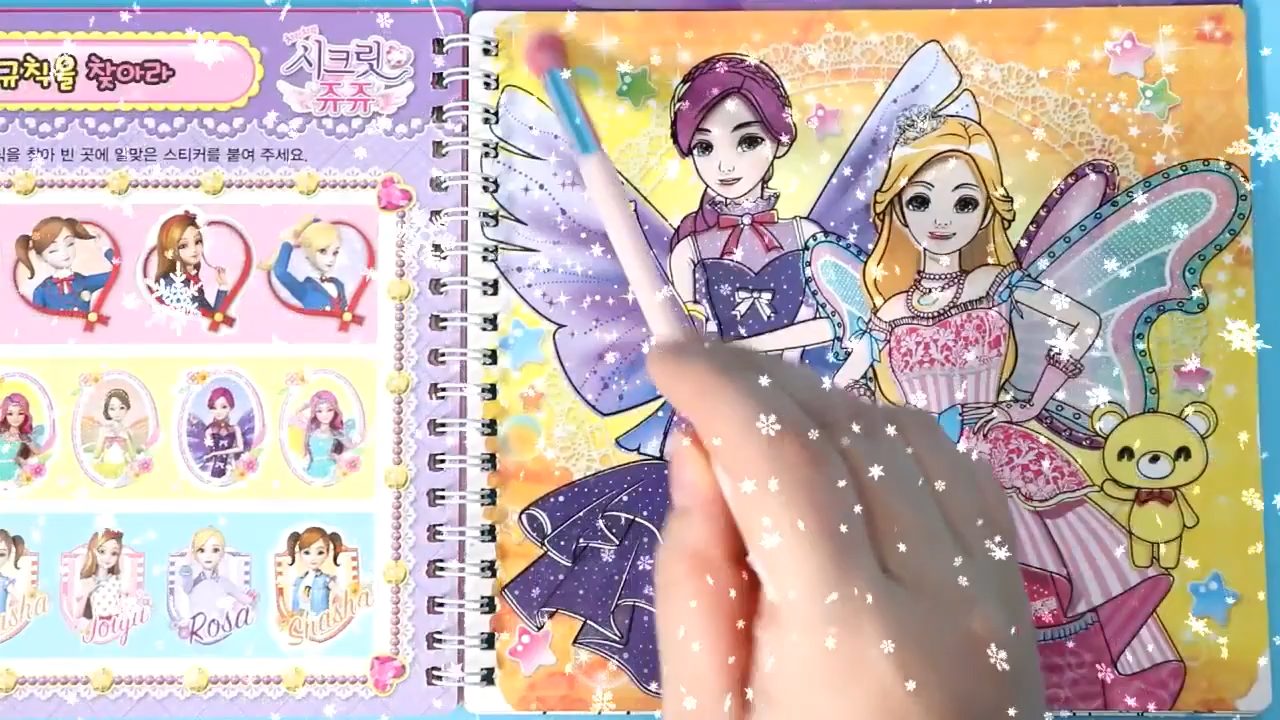 규칙을 찾아라
시크릿
쥬쥬
칙을 찾아 빈 곳에 알맞은 스티커를 붙여 주세요.
asha
Rosa
Shasha